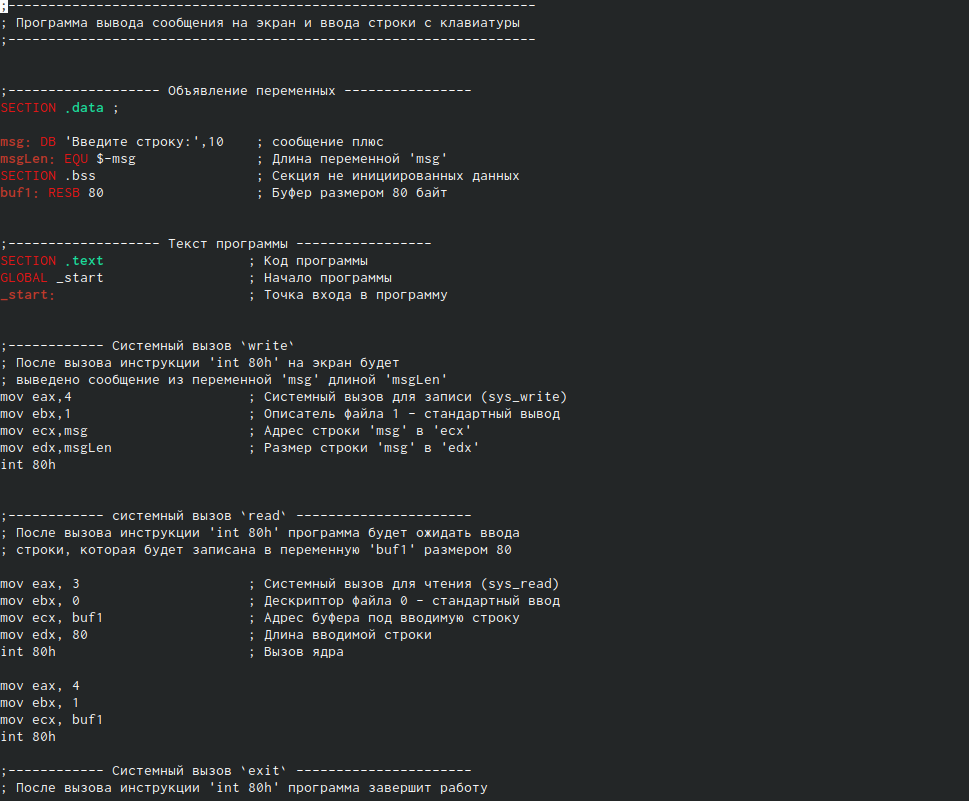 ;------------------------------------------------------------------
; Программа вывода сообщения на экран и ввода строки с клавиатуры
;------------------------------------------------------------------
;------------------- Объявление переменных ----------------
SECTION .data ;
msg: DB 'Введите строку:',10    ; сообщение плюс
msgLen: EQU $-msg               ; Длина переменной 'msg'
SECTION .bss                    ; Секция не инициированных данных
buf1: RESB 80                   ; Буфер размером 80 байт
;------------------- Текст программы -----------------
SECTION .text                  ; Код программы
GLOBAL _start                  ; Начало программы
_start:                        ; Точка входа в программу
;------------ Системный вызов `write`
; После вызова инструкции 'int 80h' на экран будет
; выведено сообщение из переменной 'msg' длиной 'msgLen'
mov eax,4                      ; Системный вызов для записи (sys_write)
mov ebx,1                      ; Описатель файла 1 - стандартный вывод
mov ecx,msg                    ; Адрес строки 'msg' в 'ecx'
mov edx,msgLen                 ; Размер строки 'msg' в 'edx'
int 80h
;------------ системный вызов `read` ----------------------
; После вызова инструкции 'int 80h' программа будет ожидать ввода
; строки, которая будет записана в переменную 'buf1' размером 80
mov eax, 3                     ; Системный вызов для чтения (sys_read)
mov ebx, 0                     ; Дескриптор файла 0 - стандартный ввод
mov ecx, buf1                  ; Адрес буфера под вводимую строку
mov edx, 80                    ; Длина вводимой строки
int 80h                        ; Вызов ядра
mov eax, 4
mov ebx, 1
mov ecx, buf1
int 80h
;------------ Системный вызов `exit` ----------------------
; После вызова инструкции 'int 80h' программа завершит работу